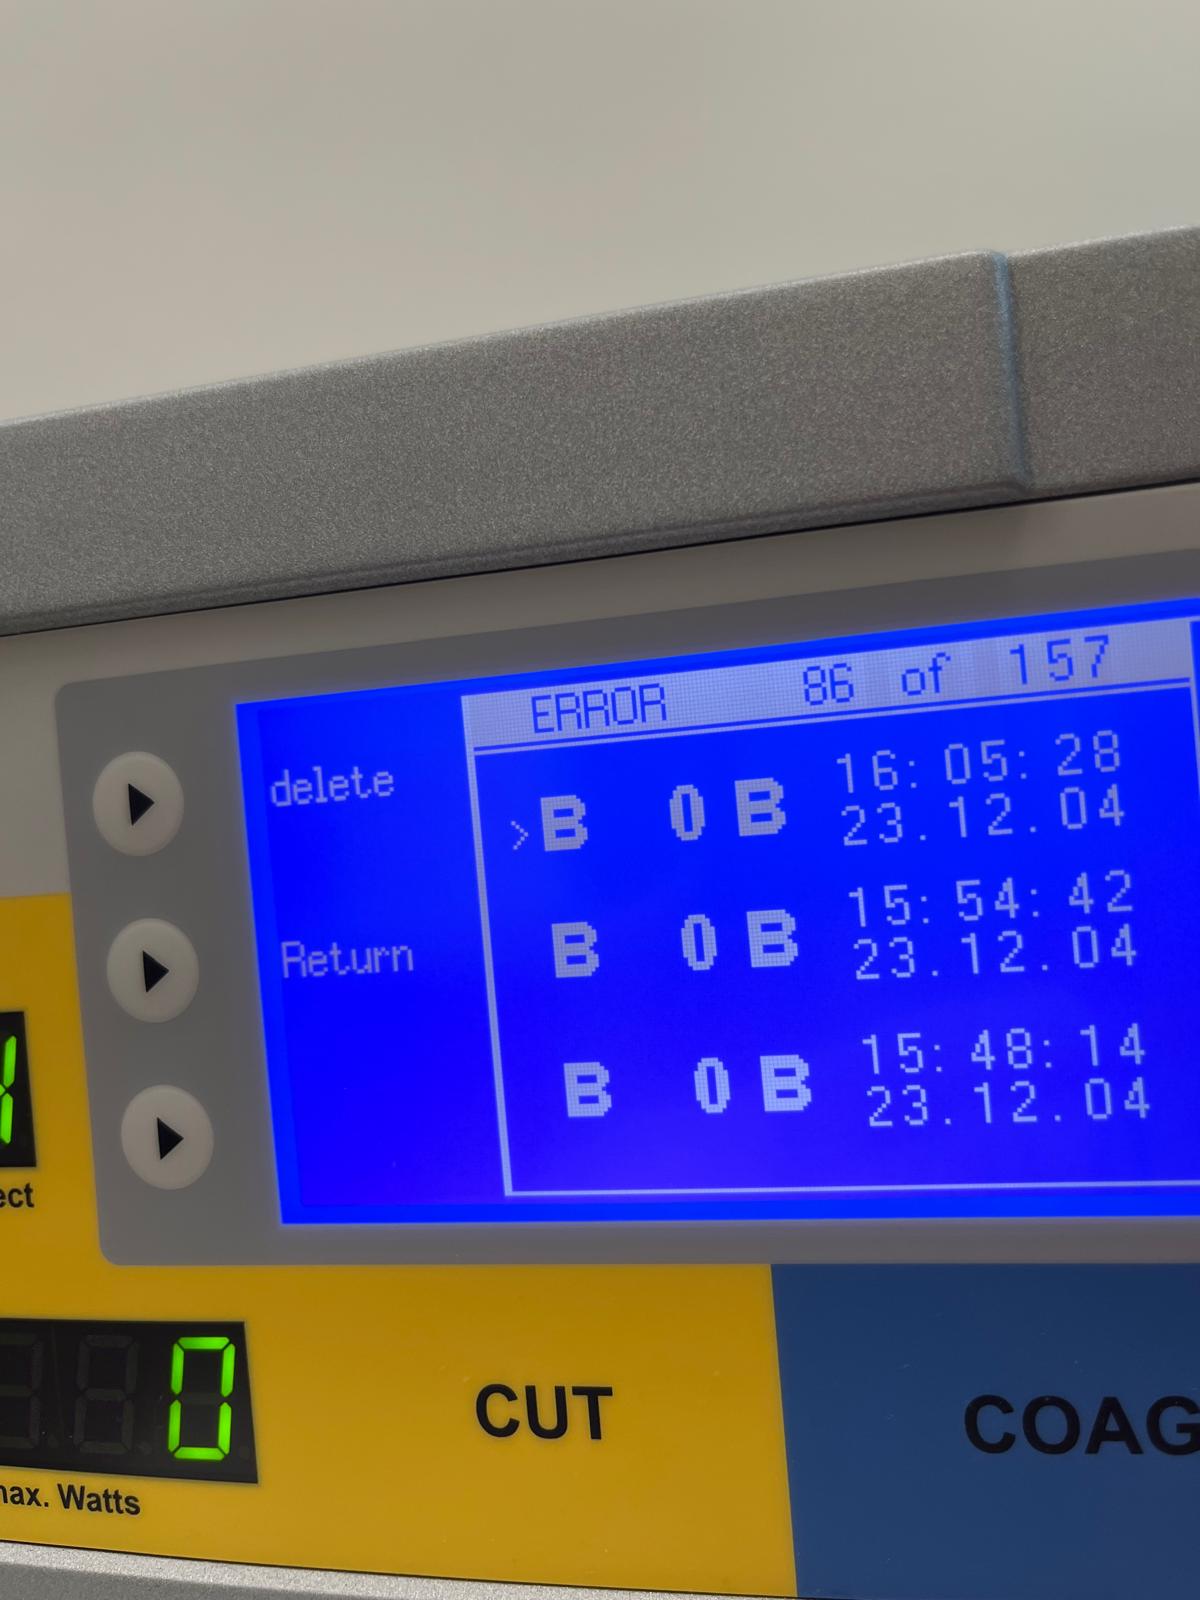 ERROR 86 of 157
delete
>B 0B 16:05:28
23.12.04
B 0B 15:54:42
23.12.04
Return
B 0B 15:48:14
23.12.04
ect
0
max. Watts
CUT
COAG